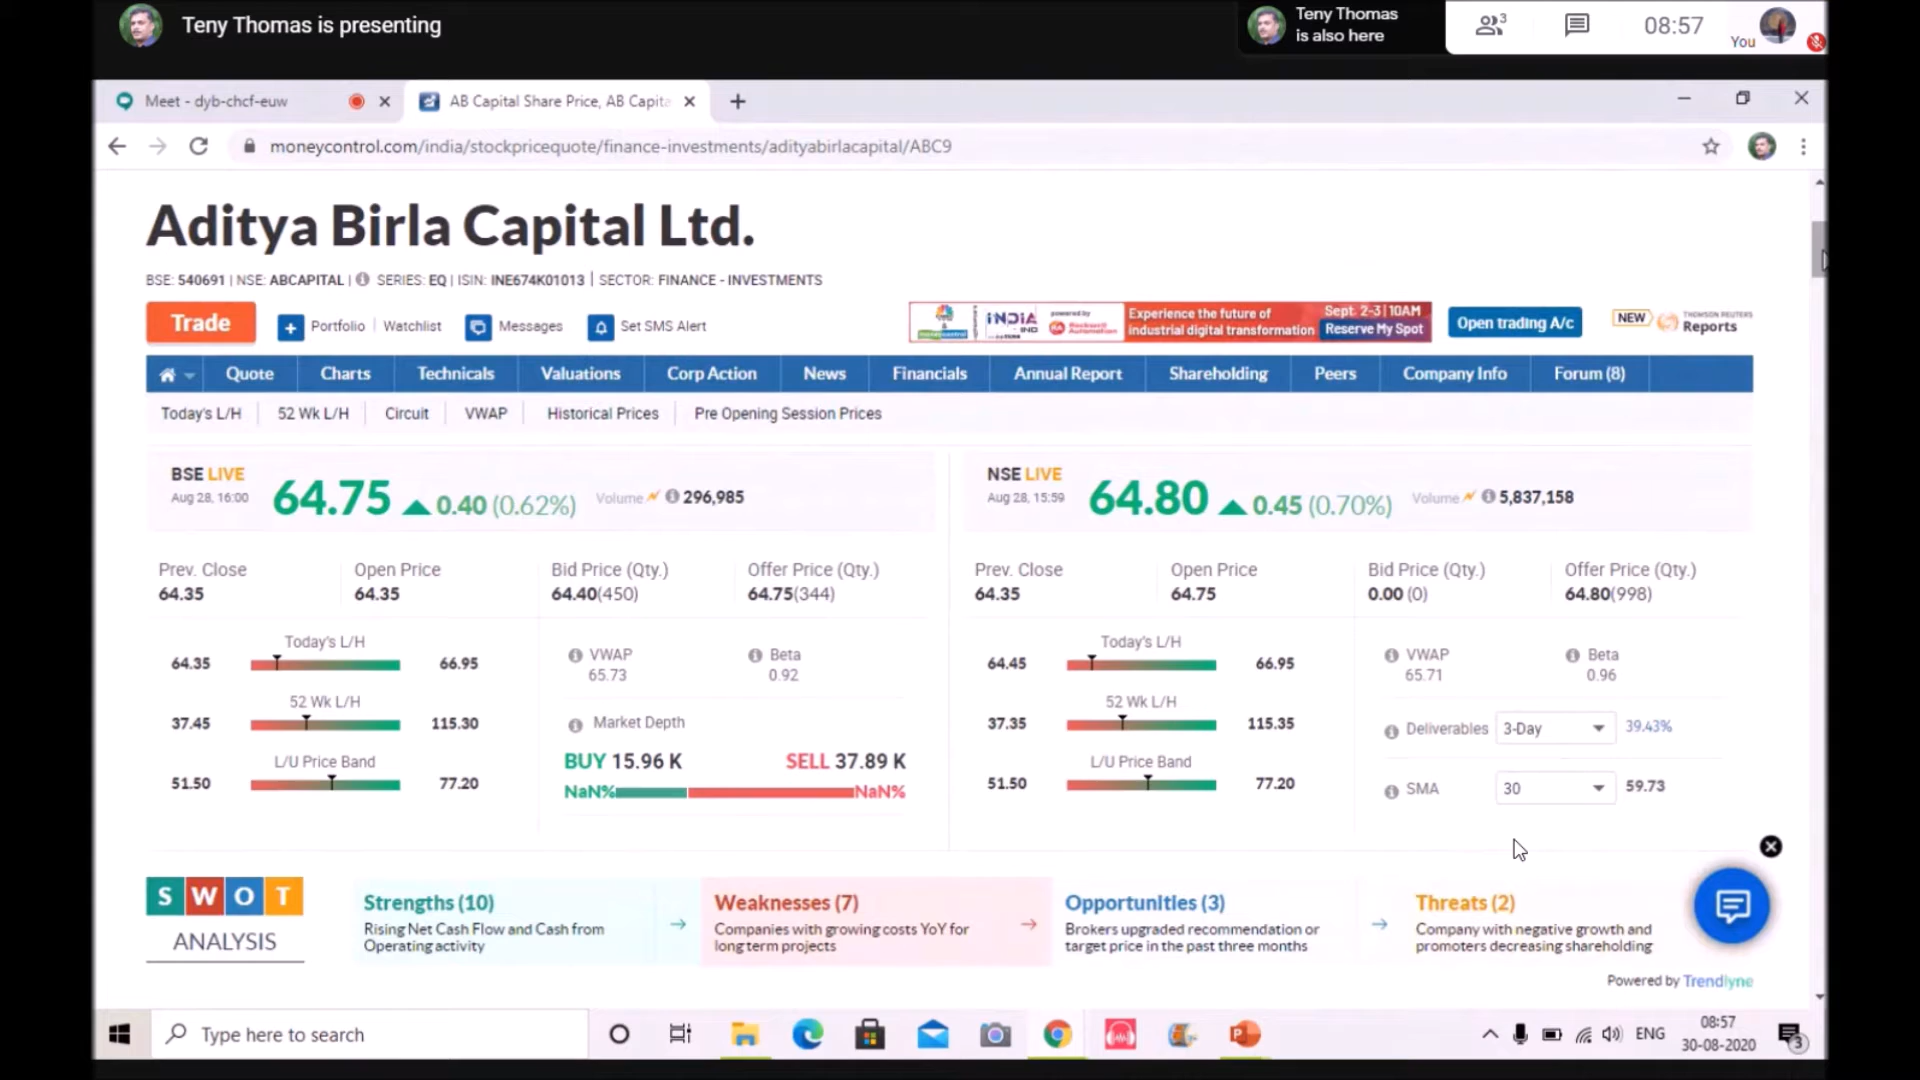 Teny Thomas is presenting
Teny Thomas
is also here
3
08:57
You
Meet - dyb-chcf-euw
AB Capital Share Price, AB Capita
moneycontrol.com/india/stockpricequote/finance-investments/adityabirlacapital/ABC9
Aditya Birla Capital Ltd.
BSE: 540691 | NSE: ABCAPITAL | SERIES: EQ | ISIN: INE674K01013 | SECTOR: FINANCE - INVESTMENTS
Trade
Portfolio | Watchlist
Messages
Set SMS Alert
INDIA
powered by
Rockwell Automation
Experience the future of
industrial digital transformation
Sept. 2-3 | 10AM
Reserve My Spot
Open trading A/c
NEW
THOMSON REUTERS
Reports
Quote Charts Technicals Valuations Corp Action News Financials Annual Report Shareholding Peers Company Info Forum (8)
Today's L/H 52 Wk L/H Circuit VWAP Historical Prices Pre Opening Session Prices
BSE LIVE
Aug 28, 16:00
64.75 0.40 (0.62%) Volume 296,985
NSE LIVE
Aug 28, 15:59
64.80 0.45 (0.70%) Volume 5,837,158
Prev. Close Open Price Bid Price (Qty.) Offer Price (Qty.)
64.35 64.35 64.40(450) 64.75(344)
Prev. Close Open Price Bid Price (Qty.) Offer Price (Qty.)
64.35 64.75 0.00 (0) 64.80(998)
Today's L/H
64.35 66.95
52 Wk L/H
37.45 115.30
L/U Price Band
51.50 77.20
VWAP Beta
65.73 0.92
Market Depth
BUY 15.96 K SELL 37.89 K
NaN% NaN%
Today's L/H
64.45 66.95
52 Wk L/H
37.35 115.35
L/U Price Band
51.50 77.20
VWAP Beta
65.71 0.96
Deliverables 3-Day 39.43%
SMA 30 59.73
SWOT
ANALYSIS
Strengths (10)
Rising Net Cash Flow and Cash from
Operating activity
Weaknesses (7)
Companies with growing costs YoY for
long term projects
Opportunities (3)
Brokers upgraded recommendation or
target price in the past three months
Threats (2)
Company with negative growth and
promoters decreasing shareholding
Powered by Trendlyne
Type here to search
ENG
08:57
30-08-2020
3